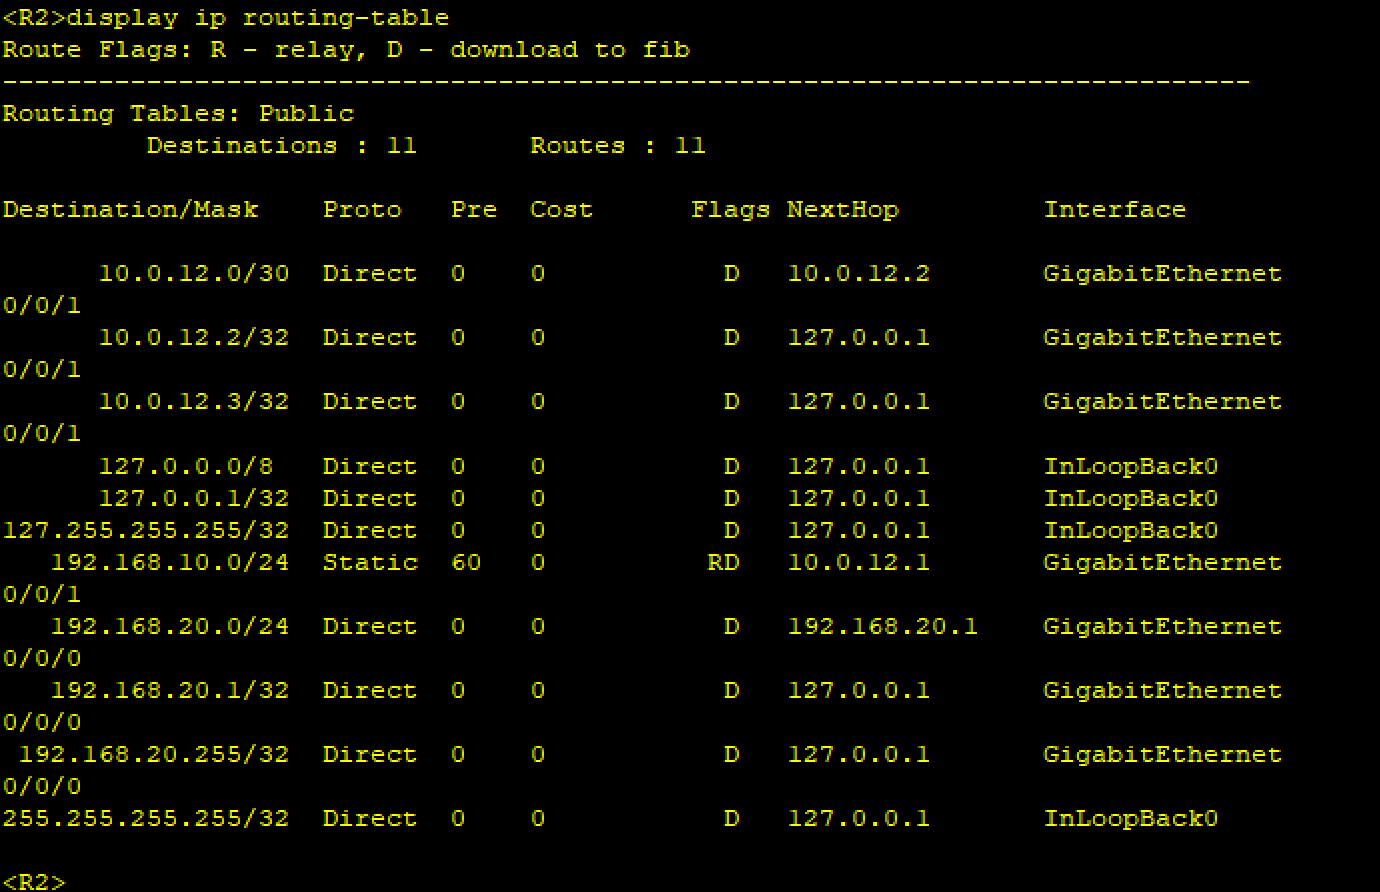 <R2>display ip routing-table
Route Flags: R - relay, D - download to fib
------------------------------------------------------------------------------
Routing Tables: Public
         Destinations : 11       Routes : 11

Destination/Mask    Proto   Pre  Cost      Flags NextHop         Interface

      10.0.12.0/30  Direct  0    0           D   10.0.12.2       GigabitEthernet
0/0/1
      10.0.12.2/32  Direct  0    0           D   127.0.0.1       GigabitEthernet
0/0/1
      10.0.12.3/32  Direct  0    0           D   127.0.0.1       GigabitEthernet
0/0/1
      127.0.0.0/8   Direct  0    0           D   127.0.0.1       InLoopBack0
      127.0.0.1/32  Direct  0    0           D   127.0.0.1       InLoopBack0
127.255.255.255/32  Direct  0    0           D   127.0.0.1       InLoopBack0
   192.168.10.0/24  Static  60   0          RD   10.0.12.1       GigabitEthernet
0/0/1
   192.168.20.0/24  Direct  0    0           D   192.168.20.1    GigabitEthernet
0/0/0
   192.168.20.1/32  Direct  0    0           D   127.0.0.1       GigabitEthernet
0/0/0
 192.168.20.255/32  Direct  0    0           D   127.0.0.1       GigabitEthernet
0/0/0
255.255.255.255/32  Direct  0    0           D   127.0.0.1       InLoopBack0

<R2>